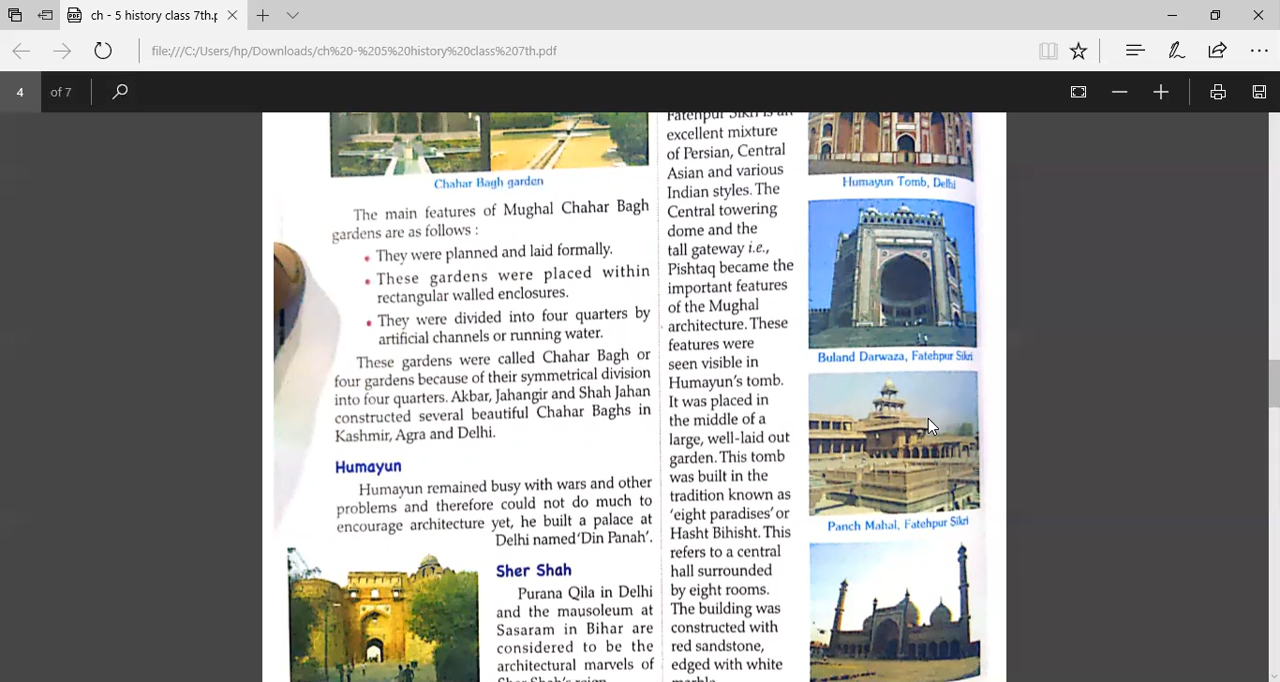 ch - 5 history class 7th.p
file:///C:/Users/hp/Downloads/ch%20-%205%20history%20class%207th.pdf
4 of 7
Chahar Bagh garden
The main features of Mughal Chahar Bagh
gardens are as follows :
• They were planned and laid formally.
• These gardens were placed within
rectangular walled enclosures.
• They were divided into four quarters by
artificial channels or running water.
These gardens were called Chahar Bagh or
four gardens because of their symmetrical division
into four quarters. Akbar, Jahangir and Shah Jahan
constructed several beautiful Chahar Baghs in
Kashmir, Agra and Delhi.
Humayun
Humayun remained busy with wars and other
problems and therefore could not do much to
encourage architecture yet, he built a palace at
Delhi named 'Din Panah'.
Sher Shah
Purana Qila in Delhi
and the mausoleum at
Sasaram in Bihar are
considered to be the
architectural marvels of
Sher Shah's reign
Fatehpur Sikri is an
excellent mixture
of Persian, Central
Asian and various
Indian styles. The
Central towering
dome and the
tall gateway i.e.,
Pishtaq became the
important features
of the Mughal
architecture. These
features were
seen visible in
Humayun's tomb.
It was placed in
the middle of a
large, well-laid out
garden. This tomb
was built in the
tradition known as
'eight paradises' or
Hasht Bihisht. This
refers to a central
hall surrounded
by eight rooms.
The building was
constructed with
red sandstone,
edged with white
marble
Humayun Tomb, Delhi
Buland Darwaza, Fatehpur Sikri
Panch Mahal, Fatehpur Sikri